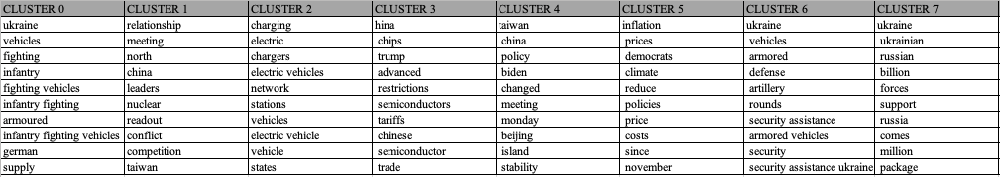 CLUSTER 0 CLUSTER 1 CLUSTER 2 CLUSTER 3 CLUSTER 4 CLUSTER 5 CLUSTER 6 CLUSTER 7
ukraine relationship charging hina taiwan inflation ukraine ukraine
vehicles meeting electric chips china prices vehicles ukrainian
fighting north chargers trump policy democrats armored russian
infantry china electric vehicles advanced biden climate defense billion
fighting vehicles leaders network restrictions changed reduce artillery forces
infantry fighting nuclear stations semiconductors meeting policies rounds support
armoured readout vehicles tariffs monday price security assistance russia
infantry fighting vehicles conflict electric vehicle chinese beijing costs armored vehicles comes
german competition vehicle semiconductor island since security million
supply taiwan states trade stability november security assistance ukraine package